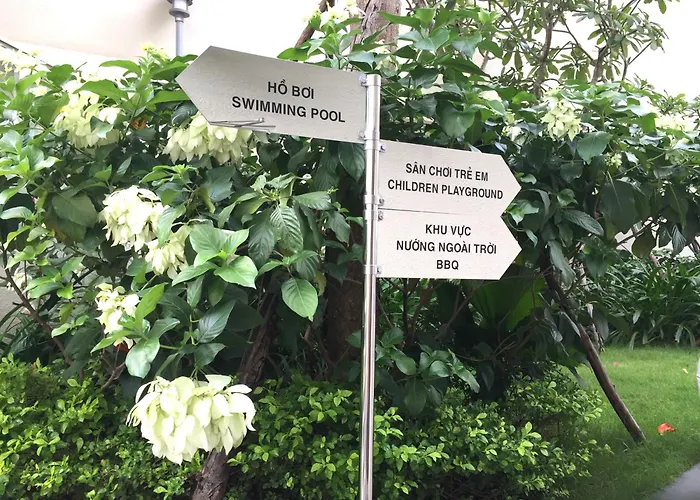 HỒ BƠI
SWIMMING POOL
SÂN CHƠI TRẺ EM
CHILDREN PLAYGROUND
KHU VỰC
NƯỚNG NGOÀI TRỜI
BBQ